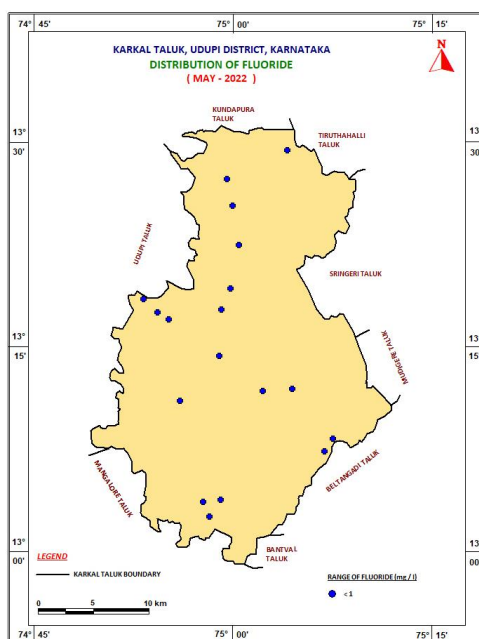 74° 45' 75° 00' 75° 15'
KARKAL TALUK, UDUPI DISTRICT, KARNATAKA
DISTRIBUTION OF FLUORIDE
( MAY - 2022 )
N
KUNDAPURA
TALUK
TIRUTHAHALLI
TALUK
13°
30'
13°
30'
UDUPI TALUK
SRINGERI TALUK
13°
15'
13°
15'
MUDIGERE TALUK
BELTANGADI TALUK
MANGALORE TALUK
BANTVAL
TALUK
13°
00'
13°
00'
LEGEND
KARKAL TALUK BOUNDARY
RANGE OF FLUORIDE (mg / l)
< 1
0 5 10 km
74° 45' 75° 00' 75° 15'